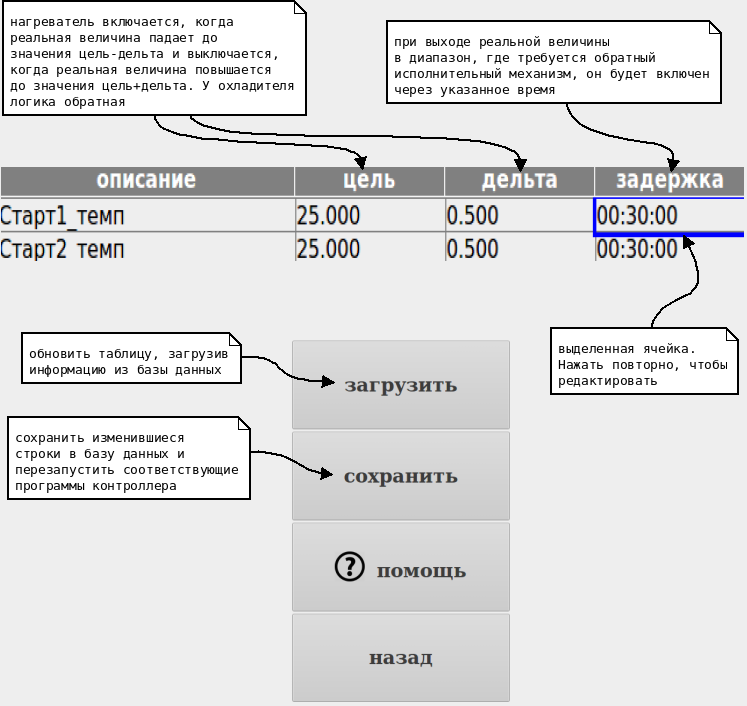 нагреватель включается, когда
реальная величина падает до
значения цель-дельта и выключается,
когда реальная величина повышается
до значения цель+дельта. У охладителя
логика обратная
при выходе реальной величины
в диапазон, где требуется обратный
исполнительный механизм, он будет включен
через указанное время
описание цель дельта задержка
Старт1_темп 25.000 0.500 00:30:00
Старт2 темп 25.000 0.500 00:30:00
обновить таблицу, загрузив
информацию из базы данных
выделенная ячейка.
Нажать повторно, чтобы
редактировать
загрузить
сохранить изменившиеся
строки в базу данных и
перезапустить соответствующие
программы контроллера
сохранить
? помощь
назад